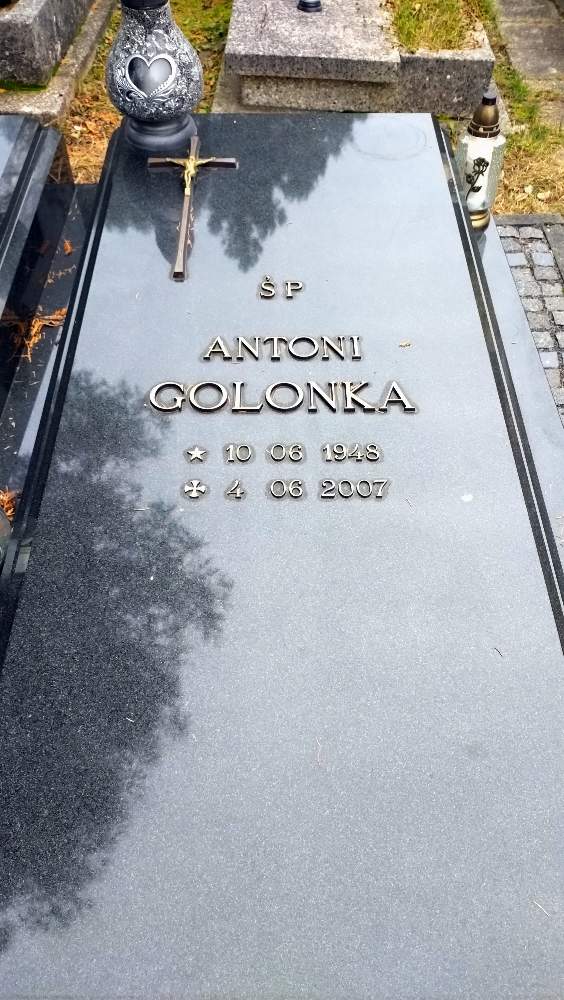 ŚP
ANTONI
GOLONKA
★ 10 06 1948
✠ 4 06 2007